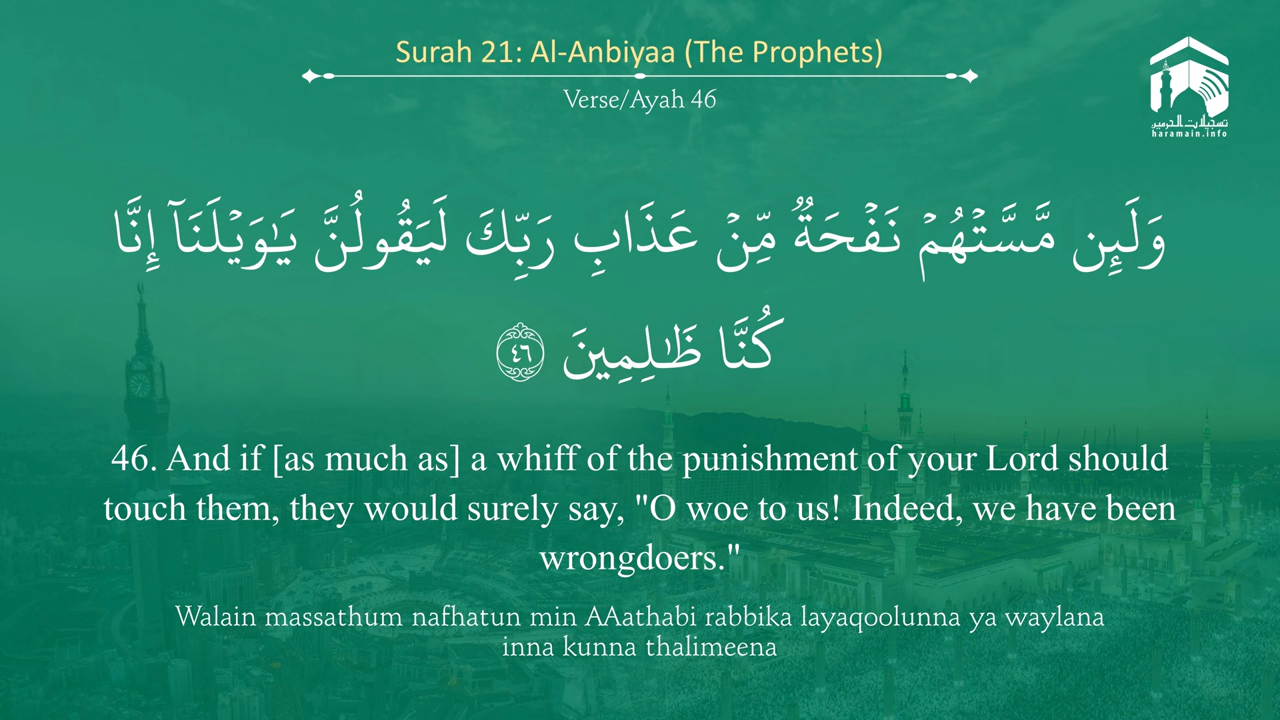 Surah 21: Al-Anbiyaa (The Prophets)
Verse/Ayah 46
تسجيلات الحرمين
haramain.info
وَلَئِن مَّسَّتْهُمْ نَفْحَةٌ مِّنْ عَذَابِ رَبِّكَ لَيَقُولُنَّ يَـٰوَيْلَنَآ إِنَّا
كُنَّا ظَـٰلِمِينَ ٤٦
46. And if [as much as] a whiff of the punishment of your Lord should
touch them, they would surely say, "O woe to us! Indeed, we have been
wrongdoers."
Walain massathum nafhatun min AAathabi rabbika layaqoolunna ya waylana
inna kunna thalimeena